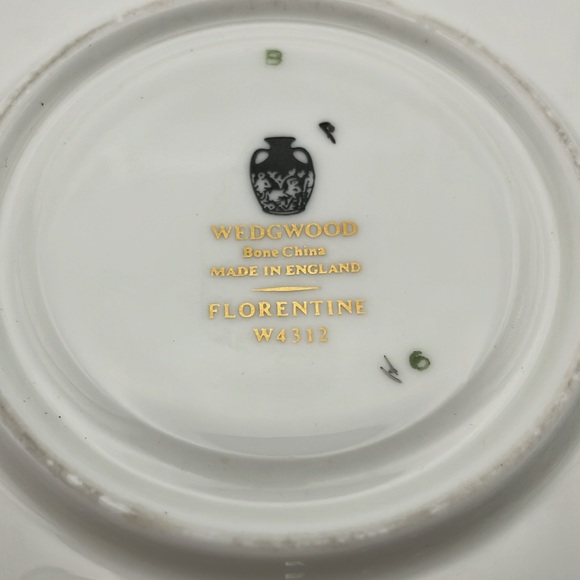 B
P
WEDGWOOD
Bone China
MADE IN ENGLAND
FLORENTINE
W4312
6